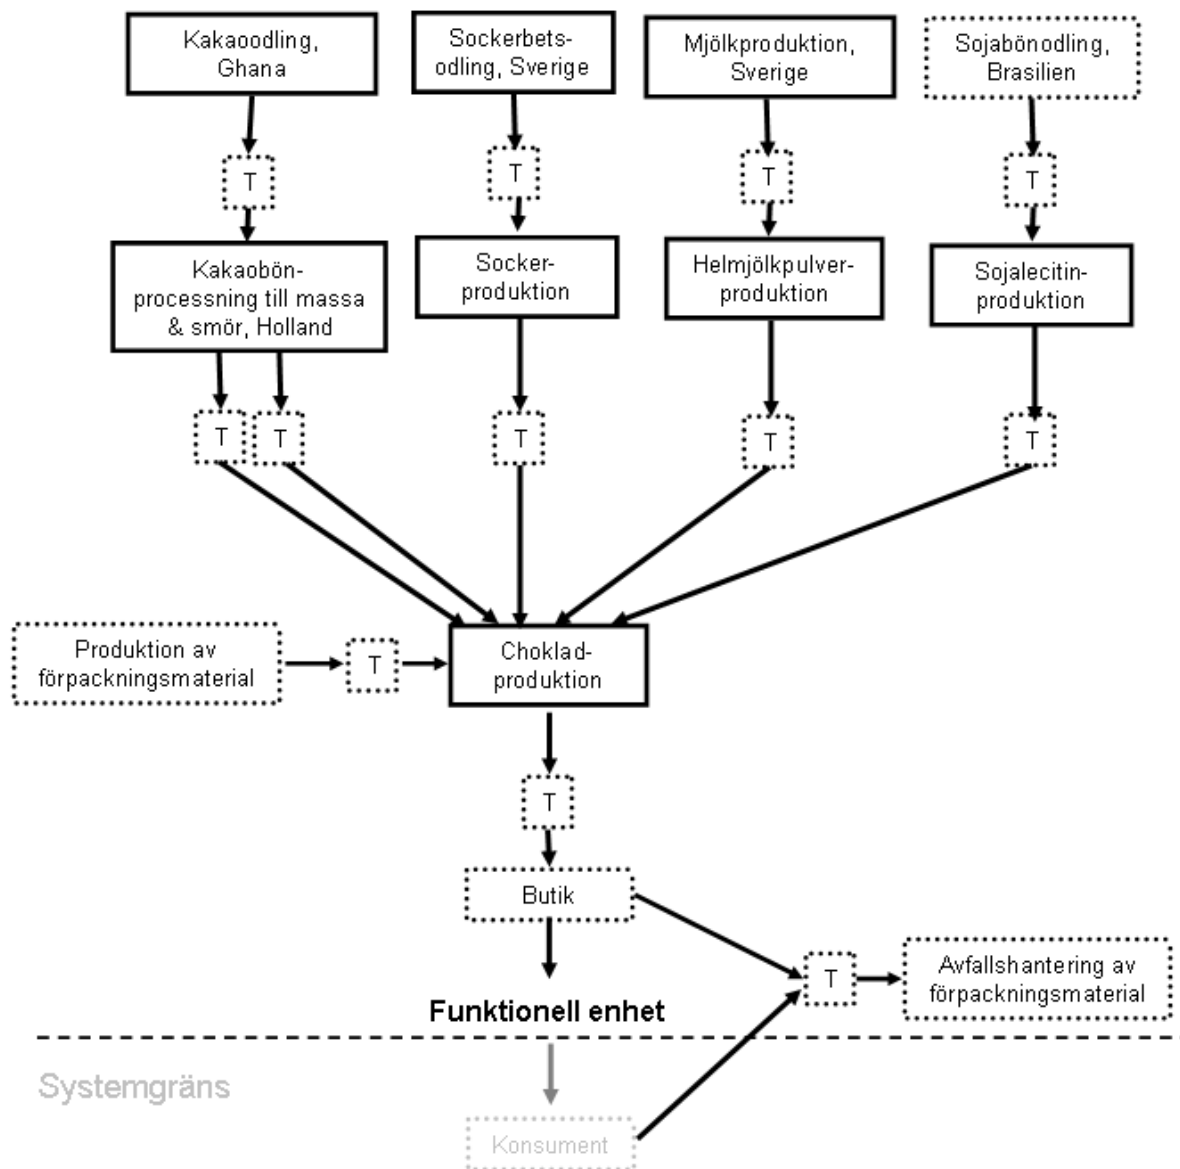 Kakaoodling,
Ghana
Sockerbets-
odling, Sverige
Mjölkproduktion,
Sverige
Sojabönodling,
Brasilien
T
T
T
T
Kakaobön-
processning till massa
& smör, Holland
Socker-
produktion
Helmjölkpulver-
produktion
Sojalecitin-
produktion
T
T
T
T
T
Produktion av
förpackningsmaterial
T
Choklad-
produktion
T
Butik
T
Avfallshantering av
förpackningsmaterial
Funktionell enhet
Systemgräns
Konsument